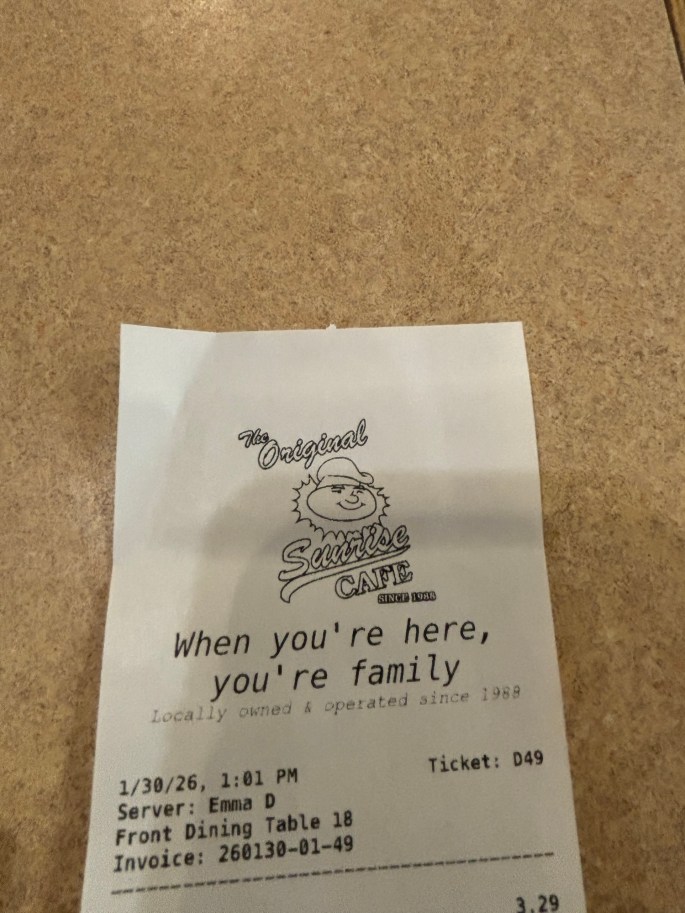 The Original
Sunrise
CAFE
SINCE 1988
When you're here,
you're family
Locally owned & operated since 1988
1/30/26, 1:01 PM Ticket: D49
Server: Emma D
Front Dining Table 18
Invoice: 260130-01-49
3.29